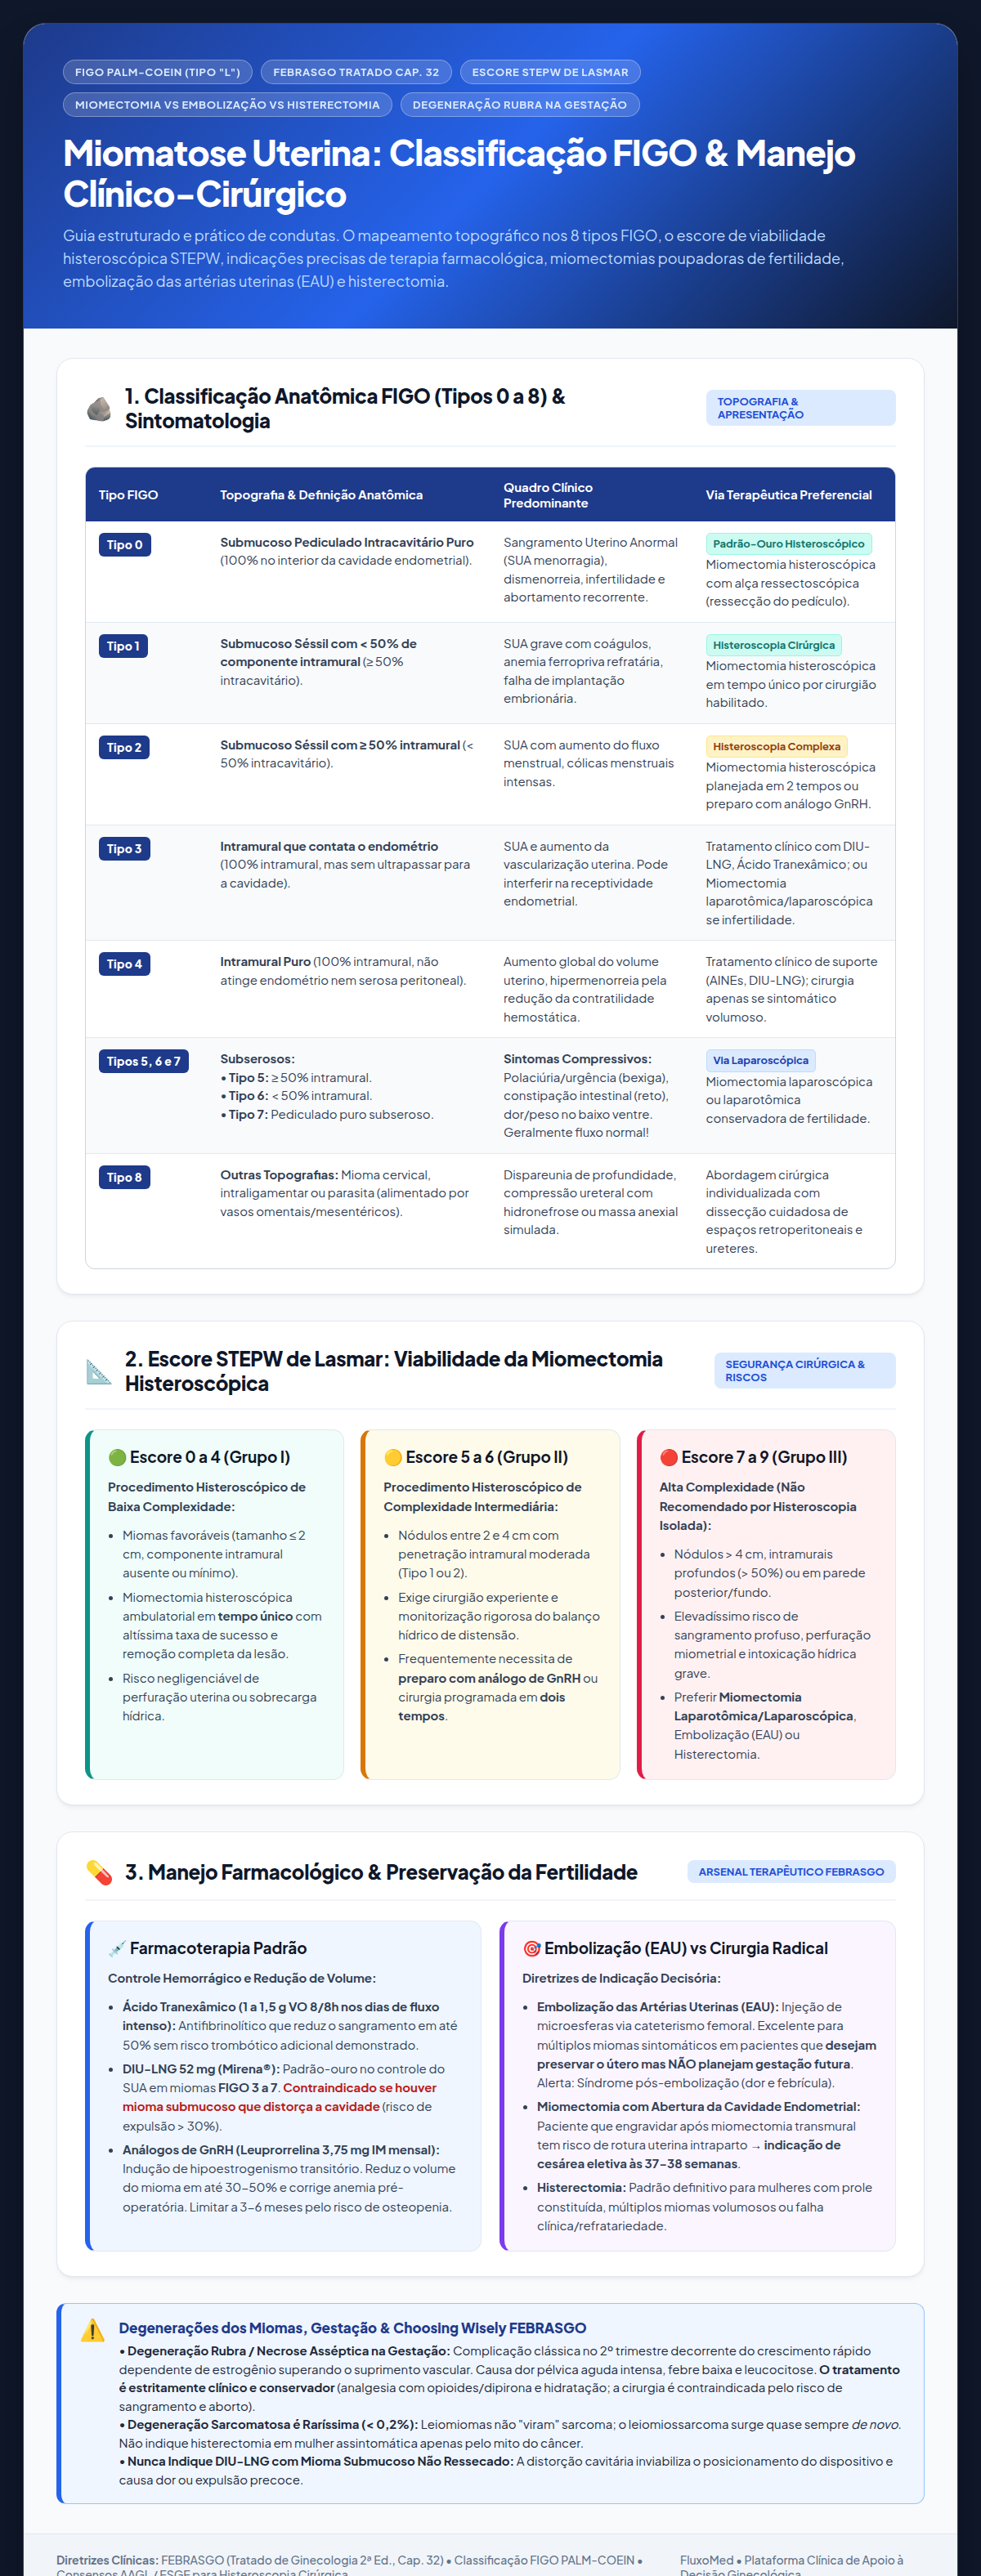 FIGO PALM-COEIN (TIPO "L")
FEBRASGO TRATADO CAP. 32
ESCORE STEPW DE LASMAR
MIOMECTOMIA VS EMBOLIZAÇÃO VS HISTERECTOMIA
DEGENERAÇÃO RUBRA NA GESTAÇÃO
Miomatose Uterina: Classificação FIGO & Manejo
Clínico-Cirúrgico
Guia estruturado e prático de condutas. O mapeamento topográfico nos 8 tipos FIGO, o escore de viabilidade
histeroscópica STEPW, indicações precisas de terapia farmacológica, miomectomias poupadoras de fertilidade,
embolização das artérias uterinas (EAU) e histerectomia.
1. Classificação Anatômica FIGO (Tipos 0 a 8) &
Sintomatologia
TOPOGRAFIA &
APRESENTAÇÃO
Tipo FIGO
Topografia & Definição Anatômica
Quadro Clínico
Predominante
Via Terapêutica Preferencial
Tipo 0
Submucoso Pediculado Intracavitário Puro
(100% no interior da cavidade endometrial).
Sangramento Uterino Anormal
(SUA menorragia),
dismenorreia, infertilidade e
abortamento recorrente.
Padrão-Ouro Histeroscópico
Miomectomia histeroscópica
com alça ressectoscópica
(ressecção do pedículo).
Tipo 1
Submucoso Séssil com < 50% de
componente intramural (≥ 50%
intracavitário).
SUA grave com coágulos,
anemia ferropriva refratária,
falha de implantação
embrionária.
Histeroscopia Cirúrgica
Miomectomia histeroscópica
em tempo único por cirurgião
habilitado.
Tipo 2
Submucoso Séssil com ≥ 50% intramural (<
50% intracavitário).
SUA com aumento do fluxo
menstrual, cólicas menstruais
intensas.
Histeroscopia Complexa
Miomectomia histeroscópica
planejada em 2 tempos ou
preparo com análogo GnRH.
Tipo 3
Intramural que contata o endométrio
(100% intramural, mas sem ultrapassar para
a cavidade).
SUA e aumento da
vascularização uterina. Pode
interferir na receptividade
endometrial.
Tratamento clínico com DIU-
LNG, Ácido Tranexâmico; ou
Miomectomia
laparotômica/laparoscópica
se infertilidade.
Tipo 4
Intramural Puro (100% intramural, não
atinge endométrio nem serosa peritoneal).
Aumento global do volume
uterino, hipermenorreia pela
redução da contratilidade
hemostática.
Tratamento clínico de suporte
(AINEs, DIU-LNG); cirurgia
apenas se sintomático
volumoso.
Tipos 5, 6 e 7
Subserosos:
• Tipo 5: ≥ 50% intramural.
• Tipo 6: < 50% intramural.
• Tipo 7: Pediculado puro subseroso.
Sintomas Compressivos:
Polaciúria/urgência (bexiga),
constipação intestinal (reto),
dor/peso no baixo ventre.
Geralmente fluxo normal!
Via Laparoscópica
Miomectomia laparoscópica
ou laparotômica
conservadora de fertilidade.
Tipo 8
Outras Topografias: Mioma cervical,
intraligamentar ou parasita (alimentado por
vasos omentais/mesentéricos).
Dispareunia de profundidade,
compressão ureteral com
hidronefrose ou massa anexial
simulada.
Abordagem cirúrgica
individualizada com
dissecção cuidadosa de
espaços retroperitoneais e
ureteres.
2. Escore STEPW de Lasmar: Viabilidade da Miomectomia
Histeroscópica
SEGURANÇA CIRÚRGICA &
RISCOS
Escore 0 a 4 (Grupo I)
Procedimento Histeroscópico de
Baixa Complexidade:
• Miomas favoráveis (tamanho ≤ 2
cm, componente intramural
ausente ou mínimo).
• Miomectomia histeroscópica
ambulatorial em tempo único com
altíssima taxa de sucesso e
remoção completa da lesão.
• Risco negligenciável de
perfuração uterina ou sobrecarga
hídrica.
Escore 5 a 6 (Grupo II)
Procedimento Histeroscópico de
Complexidade Intermediária:
• Nódulos entre 2 e 4 cm com
penetração intramural moderada
(Tipo 1 ou 2).
• Exige cirurgião experiente e
monitorização rigorosa do balanço
hídrico de distensão.
• Frequentemente necessita de
preparo com análogo de GnRH ou
cirurgia programada em dois
tempos.
Escore 7 a 9 (Grupo III)
Alta Complexidade (Não
Recomendado por Histeroscopia
Isolada):
• Nódulos > 4 cm, intramurais
profundos (> 50%) ou em parede
posterior/fundo.
• Elevadíssimo risco de
sangramento profuso, perfuração
miometrial e intoxicação hídrica
grave.
• Preferir Miomectomia
Laparotômica/Laparoscópica,
Embolização (EAU) ou
Histerectomia.
3. Manejo Farmacológico & Preservação da Fertilidade
ARSENAL TERAPÊUTICO FEBRASGO
Farmacoterapia Padrão
Controle Hemorrágico e Redução de Volume:
• Ácido Tranexâmico (1 a 1,5 g VO 8/8h nos dias de fluxo
intenso): Antifibrinolítico que reduz o sangramento em até
50% sem risco trombótico adicional demonstrado.
• DIU-LNG 52 mg (Mirena®): Padrão-ouro no controle do
SUA em miomas FIGO 3 a 7. Contraindicado se houver
mioma submucoso que distorça a cavidade (risco de
expulsão > 30%).
• Análogos de GnRH (Leuprorrelina 3,75 mg IM mensal):
Indução de hipoestrogenismo transitório. Reduz o volume
do mioma em até 30–50% e corrige anemia pré-
operatória. Limitar a 3–6 meses pelo risco de osteopenia.
Embolização (EAU) vs Cirurgia Radical
Diretrizes de Indicação Decisória:
• Embolização das Artérias Uterinas (EAU): Injeção de
microesferas via cateterismo femoral. Excelente para
múltiplos miomas sintomáticos em pacientes que desejam
preservar o útero mas NÃO planejam gestação futura.
Alerta: Síndrome pós-embolização (dor e febrícula).
• Miomectomia com Abertura da Cavidade Endometrial:
Paciente que engravidar após miomectomia transmural
tem risco de rotura uterina intraparto → indicação de
cesárea eletiva às 37–38 semanas.
• Histerectomia: Padrão definitivo para mulheres com prole
constituída, múltiplos miomas volumosos ou falha
clínica/refratariedade.
Degenerações dos Miomas, Gestação & Choosing Wisely FEBRASGO
• Degeneração Rubra / Necrose Asséptica na Gestação: Complicação clássica no 2º trimestre decorrente do crescimento rápido
dependente de estrogênio superando o suprimento vascular. Causa dor pélvica aguda intensa, febre baixa e leucocitose. O tratamento
é estritamente clínico e conservador (analgesia com opioides/dipirona e hidratação; a cirurgia é contraindicada pelo risco de
sangramento e aborto).
• Degeneração Sarcomatosa é Raríssima (< 0,2%): Leiomiomas não "viram" sarcoma; o leiomiossarcoma surge quase sempre de novo.
Não indique histerectomia em mulher assintomática apenas pelo mito do câncer.
• Nunca Indique DIU-LNG com Mioma Submucoso Não Ressecado: A distorção cavitária inviabiliza o posicionamento do dispositivo e
causa dor ou expulsão precoce.
Diretrizes Clínicas: FEBRASGO (Tratado de Ginecologia 2ª Ed., Cap. 32) • Classificação FIGO PALM-COEIN •
Consensos AAGL / ESGE para Histeroscopia Cirúrgica
FluxoMed • Plataforma Clínica de Apoio à
Decisão Ginecológica